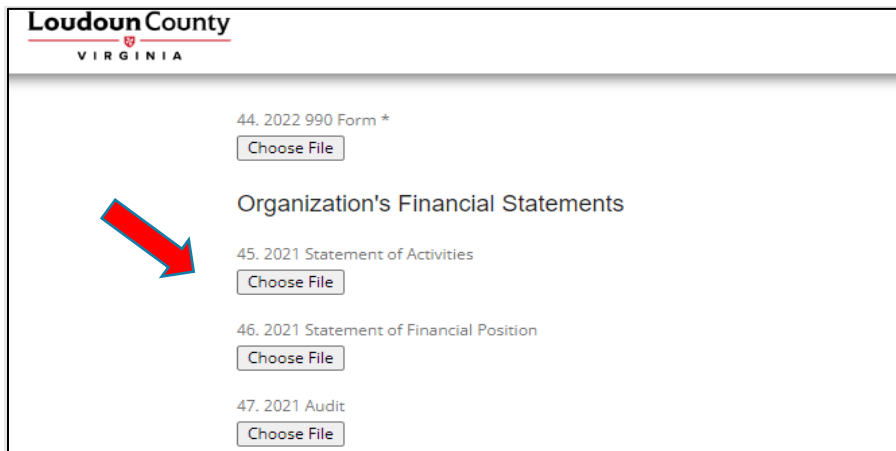 Loudoun County
VIRGINIA
44. 2022 990 Form *
Choose File
Organization's Financial Statements
45. 2021 Statement of Activities
Choose File
46. 2021 Statement of Financial Position
Choose File
47. 2021 Audit
Choose File